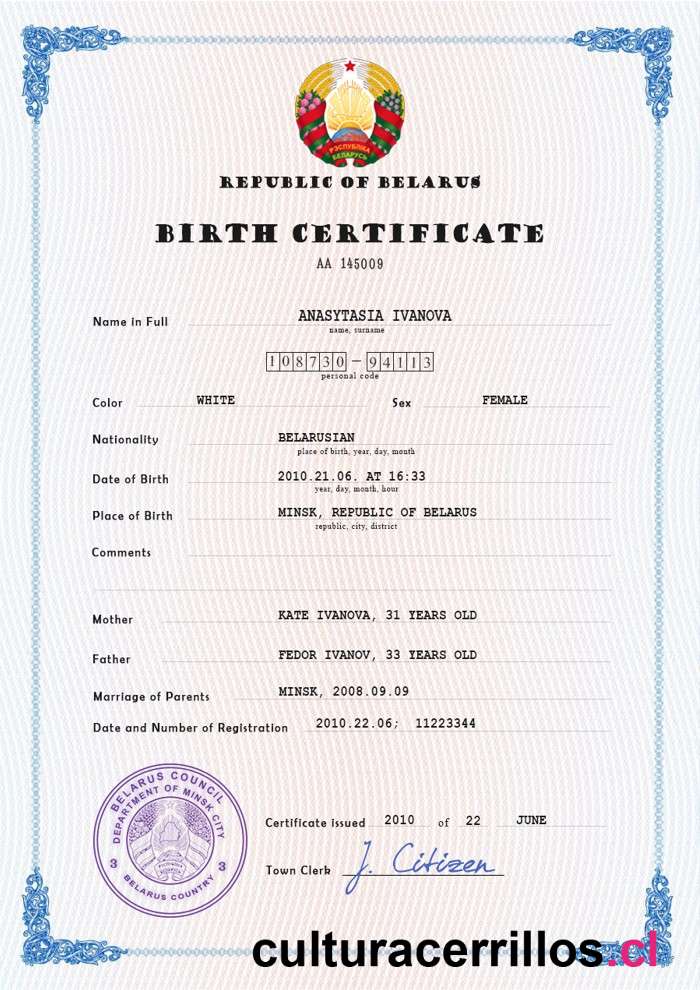 РЭСПУБЛІКА
БЕЛАРУСЬ
REPUBLIC OF BELARUS
BIRTH CERTIFICATE
AA 145009
Name in Full ANASYTASIA IVANOVA
name, surname
108730 – 94113
personal code
Color WHITE Sex FEMALE
Nationality BELARUSIAN
place of birth, year, day, month
Date of Birth 2010.21.06. AT 16:33
year, day, month, hour
Place of Birth MINSK, REPUBLIC OF BELARUS
republic, city, district
Comments
Mother KATE IVANOVA, 31 YEARS OLD
Father FEDOR IVANOV, 33 YEARS OLD
Marriage of Parents MINSK, 2008.09.09
Date and Number of Registration 2010.22.06; 11223344
BELARUS COUNCIL
DEPARTMENT OF MINSK CITY
3 3
BELARUS COUNTRY
Certificate issued 2010 of 22 JUNE
Town Clerk J. Citizen
culturacerrillos.cl